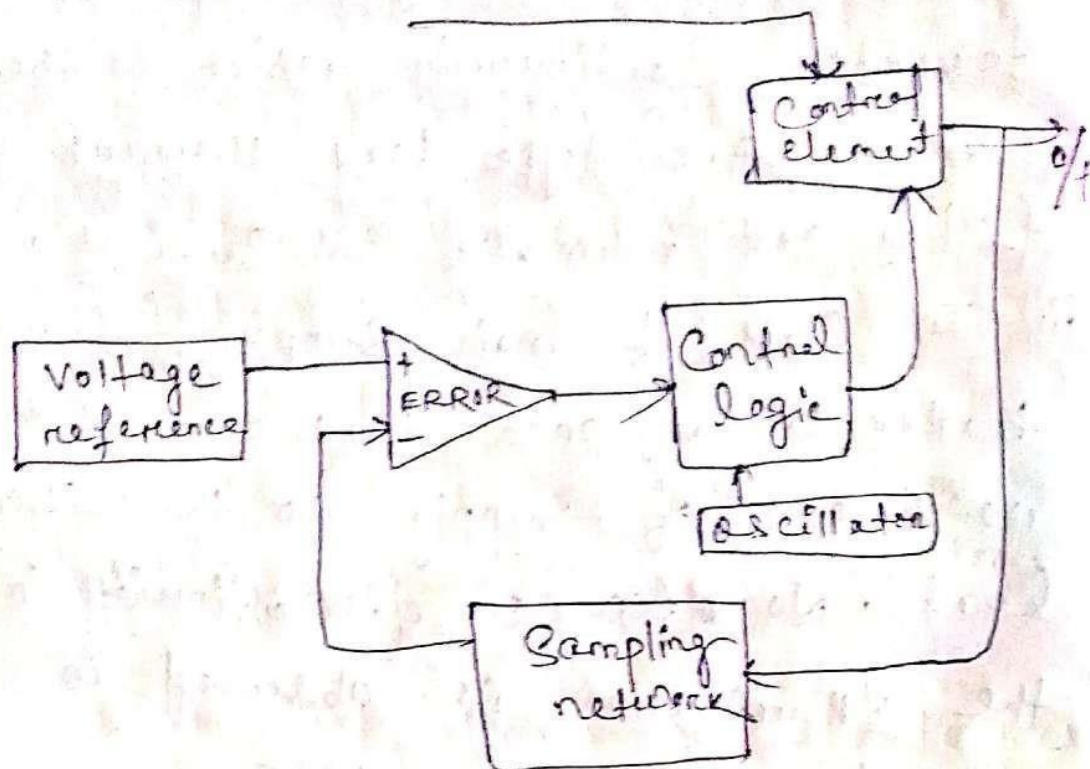 Control
element
o/p
Voltage
reference
+
ERROR
-
Control
logic
oscillator
Sampling
network